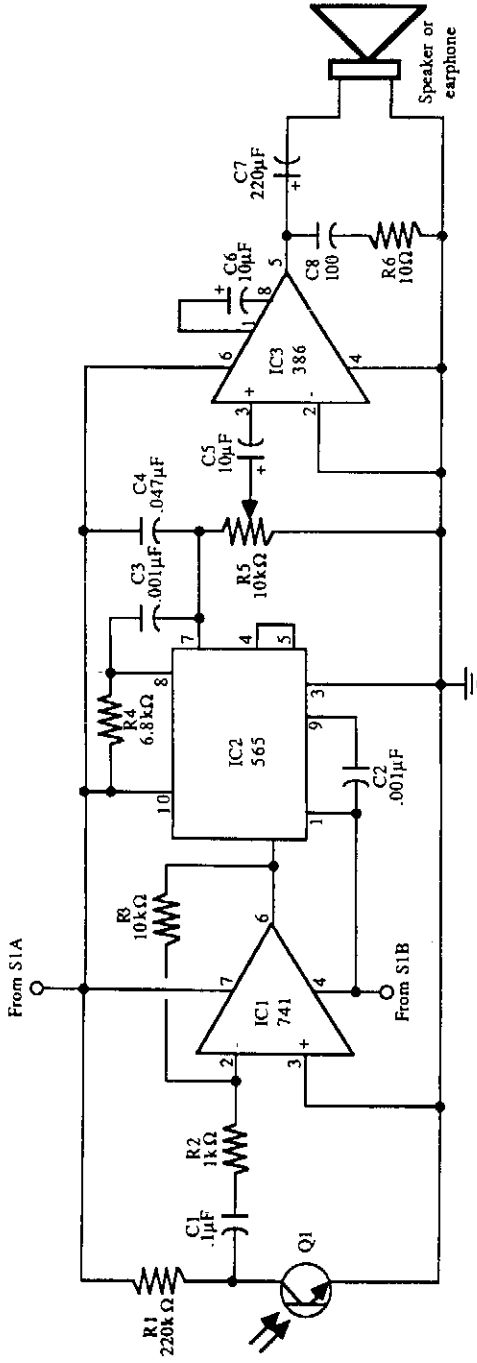 From S1A
R1
220kΩ
C1
.1μF
R2
1kΩ
Q1
R3
10kΩ
2
-
3
+
IC1
741
7
6
4
From S1B
R4
6.8kΩ
10
8
7
IC2
565
4
5
1
9
3
C2
.001μF
C3
.001μF
C4
.047μF
R5
10kΩ
C5
10μF
+
3
+
2
-
IC3
386
6
1
8
5
4
C6
10μF
+
C7
220μF
+
C8
100
R6
10Ω
Speaker or
earphone